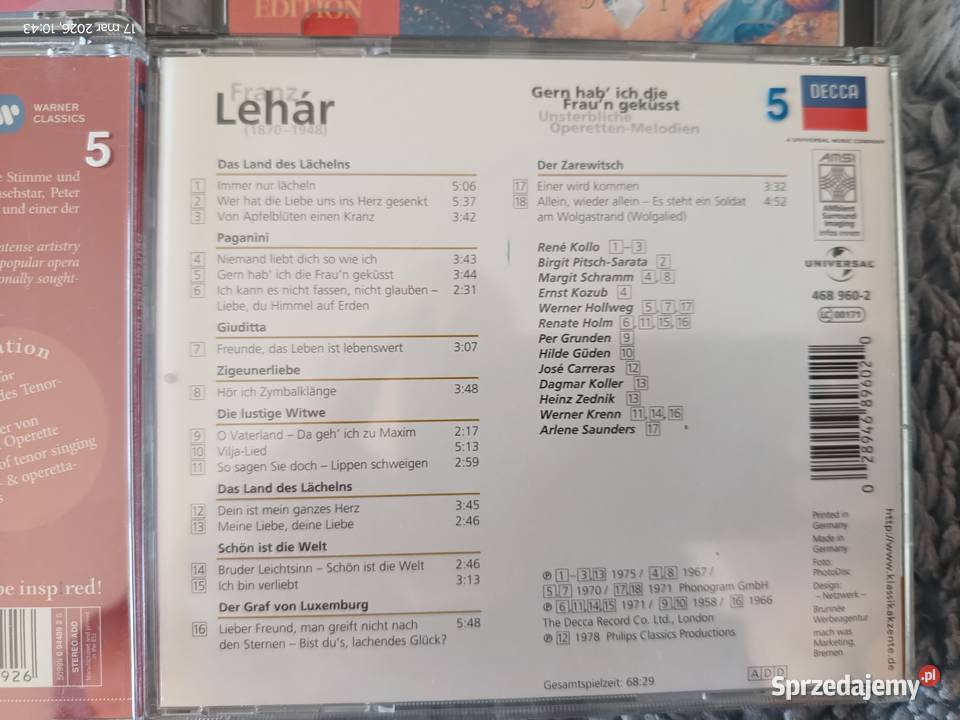 EDITION
17 mar 2026, 10:43
WARNER
CLASSICS
5
e Stimme und
nsehstar, Peter
und einer der
ntense artistry
popular opera
onally sought-
ation
for
des Tenor-
er von
Operette
of tenor singing
& operetta-
s
be inspired!
STEREO ADD
926
Franz
Lehár
(1870–1948)
Gern hab' ich die
Frau'n geküsst
Unsterbliche
Operetten-Melodien
5
DECCA
A UNIVERSAL MUSIC COMPANY
Das Land des Lächelns
1 Immer nur lächeln 5:06
2 Wer hat die Liebe uns ins Herz gesenkt 5:37
3 Von Apfelblüten einen Kranz 3:42
Paganini
4 Niemand liebt dich so wie ich 3:43
5 Gern hab' ich die Frau'n geküsst 3:44
6 Ich kann es nicht fassen, nicht glauben – 2:31
Liebe, du Himmel auf Erden
Giuditta
7 Freunde, das Leben ist lebenswert 3:07
Zigeunerliebe
8 Hör ich Zymbalklänge 3:48
Die lustige Witwe
9 O Vaterland – Da geh' ich zu Maxim 2:17
10 Vilja-Lied 5:13
11 So sagen Sie doch – Lippen schweigen 2:59
Das Land des Lächelns
12 Dein ist mein ganzes Herz 3:45
13 Meine Liebe, deine Liebe 2:46
Schön ist die Welt
14 Bruder Leichtsinn – Schön ist die Welt 2:46
15 Ich bin verliebt 3:13
Der Graf von Luxemburg
16 Lieber Freund, man greift nicht nach 5:48
den Sternen – Bist du's, lachendes Glück?
Der Zarewitsch
17 Einer wird kommen 3:32
18 Allein, wieder allein – Es steht ein Soldat 4:52
am Wolgastrand (Wolgalied)
René Kollo 1–3
Birgit Pitsch-Sarata 2
Margit Schramm 4, 8
Ernst Kozub 4
Werner Hollweg 5, 7, 17
Renate Holm 6, 11, 15, 16
Per Grunden 9
Hilde Güden 10
José Carreras 12
Dagmar Koller 13
Heinz Zednik 13
Werner Krenn 11, 14, 16
Arlene Saunders 17
℗ 1–3, 13 1975 / 4, 8 1967 /
5, 7 1970 / 17, 18 1971 Phonogram GmbH
℗ 6, 11, 14, 15 1971 / 9, 10 1958 / 16 1966
The Decca Record Co. Ltd., London
℗ 12 1978 Philips Classics Productions
Gesamtspielzeit: 68:29
ADD
AMSI
AMbient
Surround
Imaging
UNIVERSAL
468 960-2
LC 00171
0 28946 89602 0
Printed in
Germany
Made in
Germany
Foto:
PhotoDisc
Design:
– Netzwerk –
Brunnée
Werbeagentur
mach was
Marketing,
Bremen
http://www.klassikakzente.de
Sprzedajemy.pl